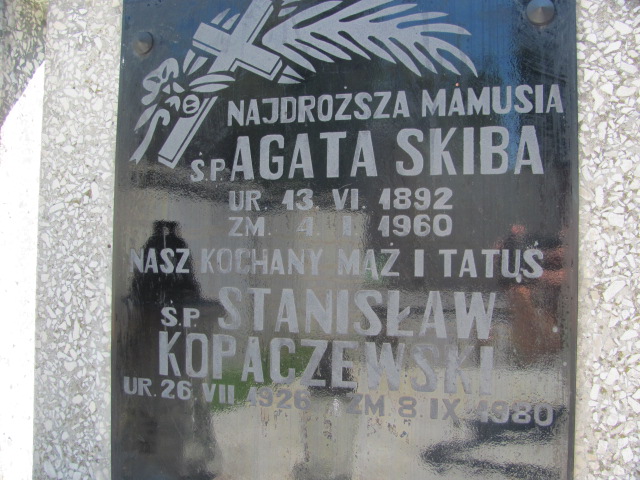 NAJDROŻSZA MAMUSIA
Ś.P. AGATA SKIBA
UR. 13. VI. 1892
ZM. 4. I. 1960
NASZ KOCHANY MĄŻ I TATUŚ
Ś.P. STANISŁAW
KOPACZEWSKI
UR. 26. VII. 1926. ZM 8. IX. 1980